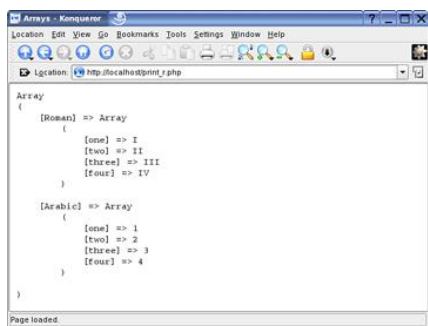 Arrays - Konqueror
Location Edit View Go Bookmarks Tools Settings Window Help
Location: http://localhost/print_r.php
Array
(
[Roman] => Array
(
[one] => I
[two] => II
[three] => III
[four] => IV
)
[Arabic] => Array
(
[one] => 1
[two] => 2
[three] => 3
[four] => 4
)
)
Page loaded.